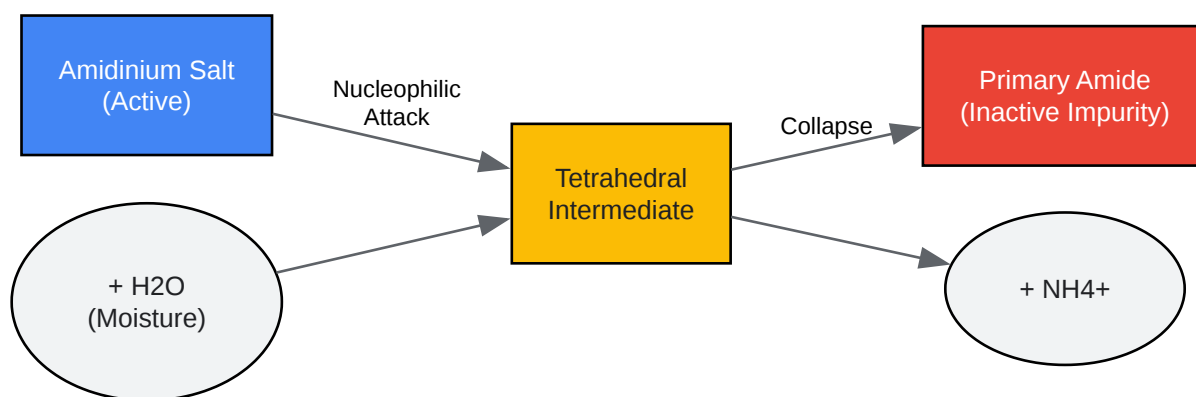 Amidinium Salt
(Active)
Nucleophilic
Attack
+ H2O
(Moisture)
Tetrahedral
Intermediate
Collapse
Primary Amide
(Inactive Impurity)
+ NH4+